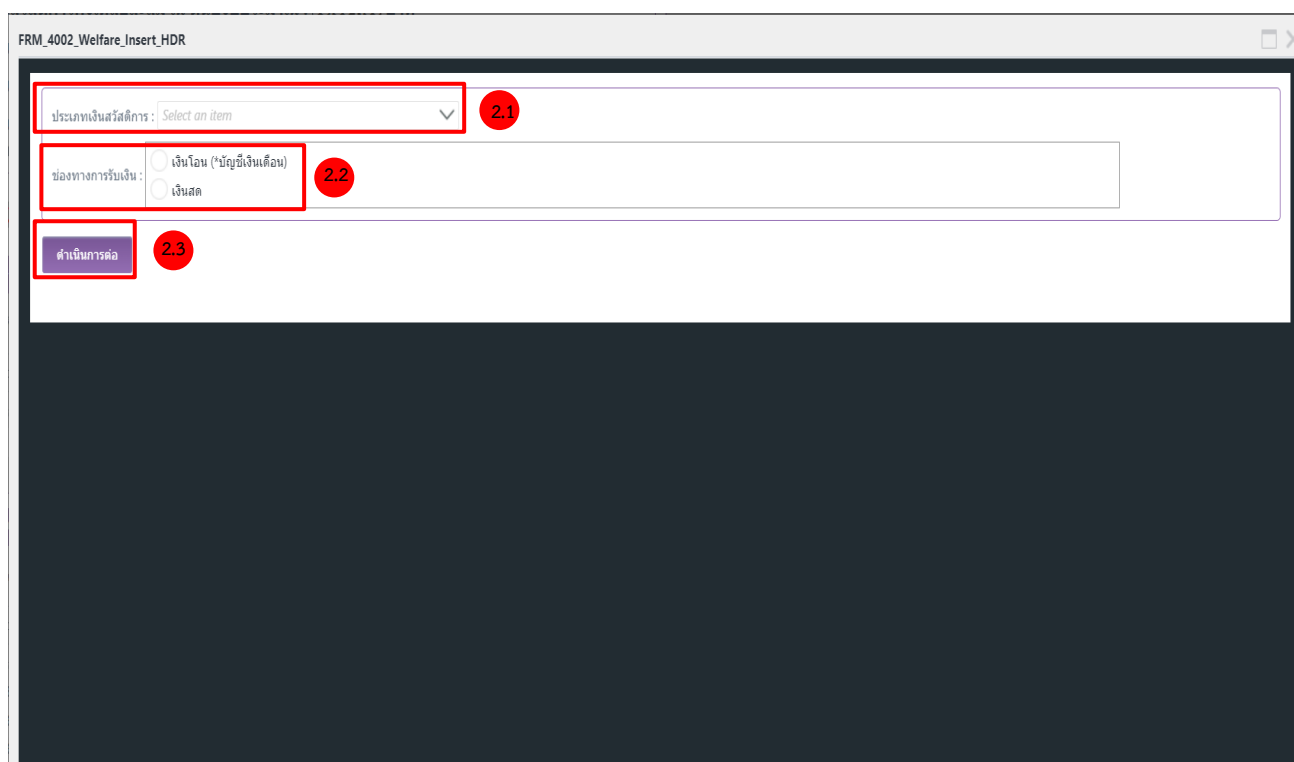 FRM_4002_Welfare_Insert_HDR
ประเภทเงินสวัสดิการ : Select an item 2.1
ช่องทางการรับเงิน : 2.2
เงินโอน (*บัญชีเงินเดือน)
เงินสด
ดำเนินการต่อ 2.3